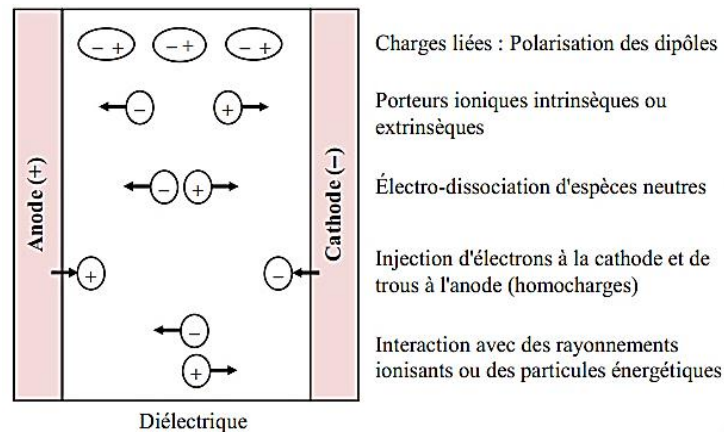 Anode (+)
Cathode (−)
− +
− +
− +
Charges liées : Polarisation des dipôles
−
+
Porteurs ioniques intrinsèques ou
extrinsèques
−
+
Électro-dissociation d'espèces neutres
+
−
Injection d'électrons à la cathode et de
trous à l'anode (homocharges)
−
+
Interaction avec des rayonnements
ionisants ou des particules énergétiques
Diélectrique